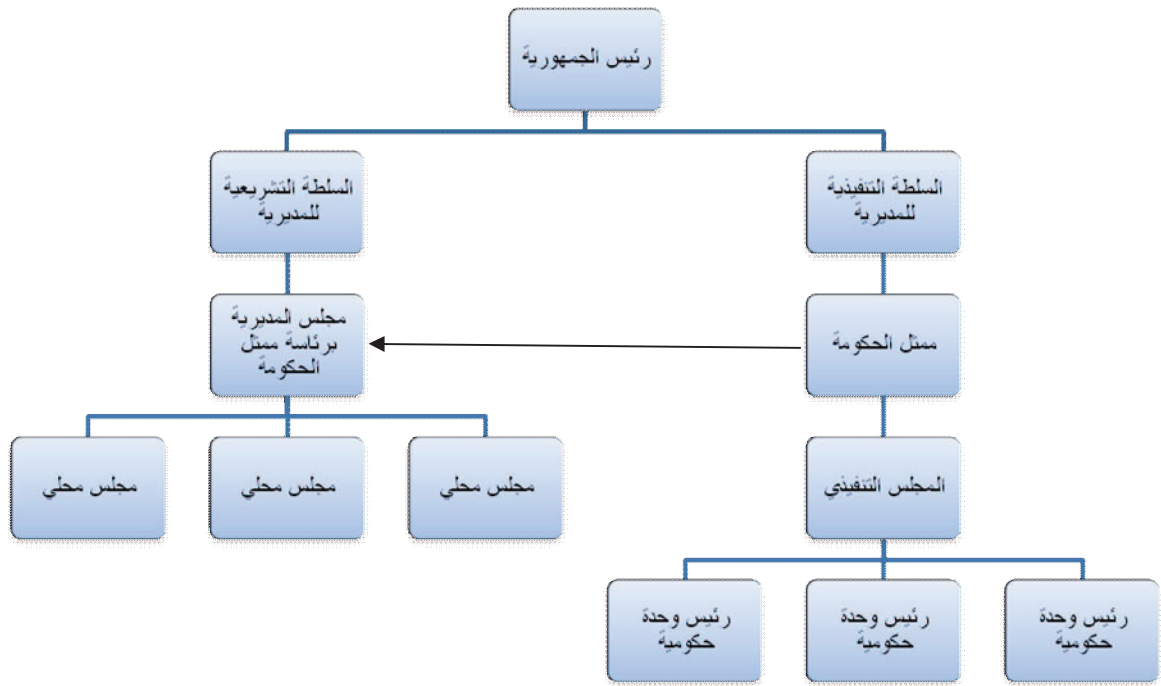 رئيس الجمهورية
السلطة التنفيذية
للمديرية
السلطة التشريعية
للمديرية
ممثل الحكومة
مجلس المديرية
برئاسة ممثل
الحكومة
المجلس التنفيذي
مجلس محلي
مجلس محلي
مجلس محلي
رئيس وحدة
حكومية
رئيس وحدة
حكومية
رئيس وحدة
حكومية